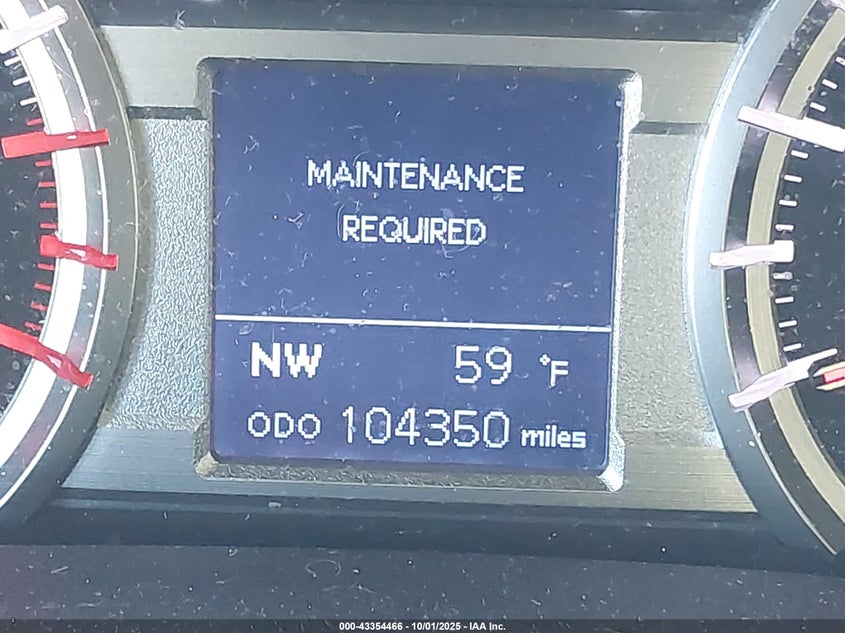 MAINTENANCE
REQUIRED
NW 59 °F
ODO 104350 miles
000-43354466 - 10/01/2025 - IAA Inc.